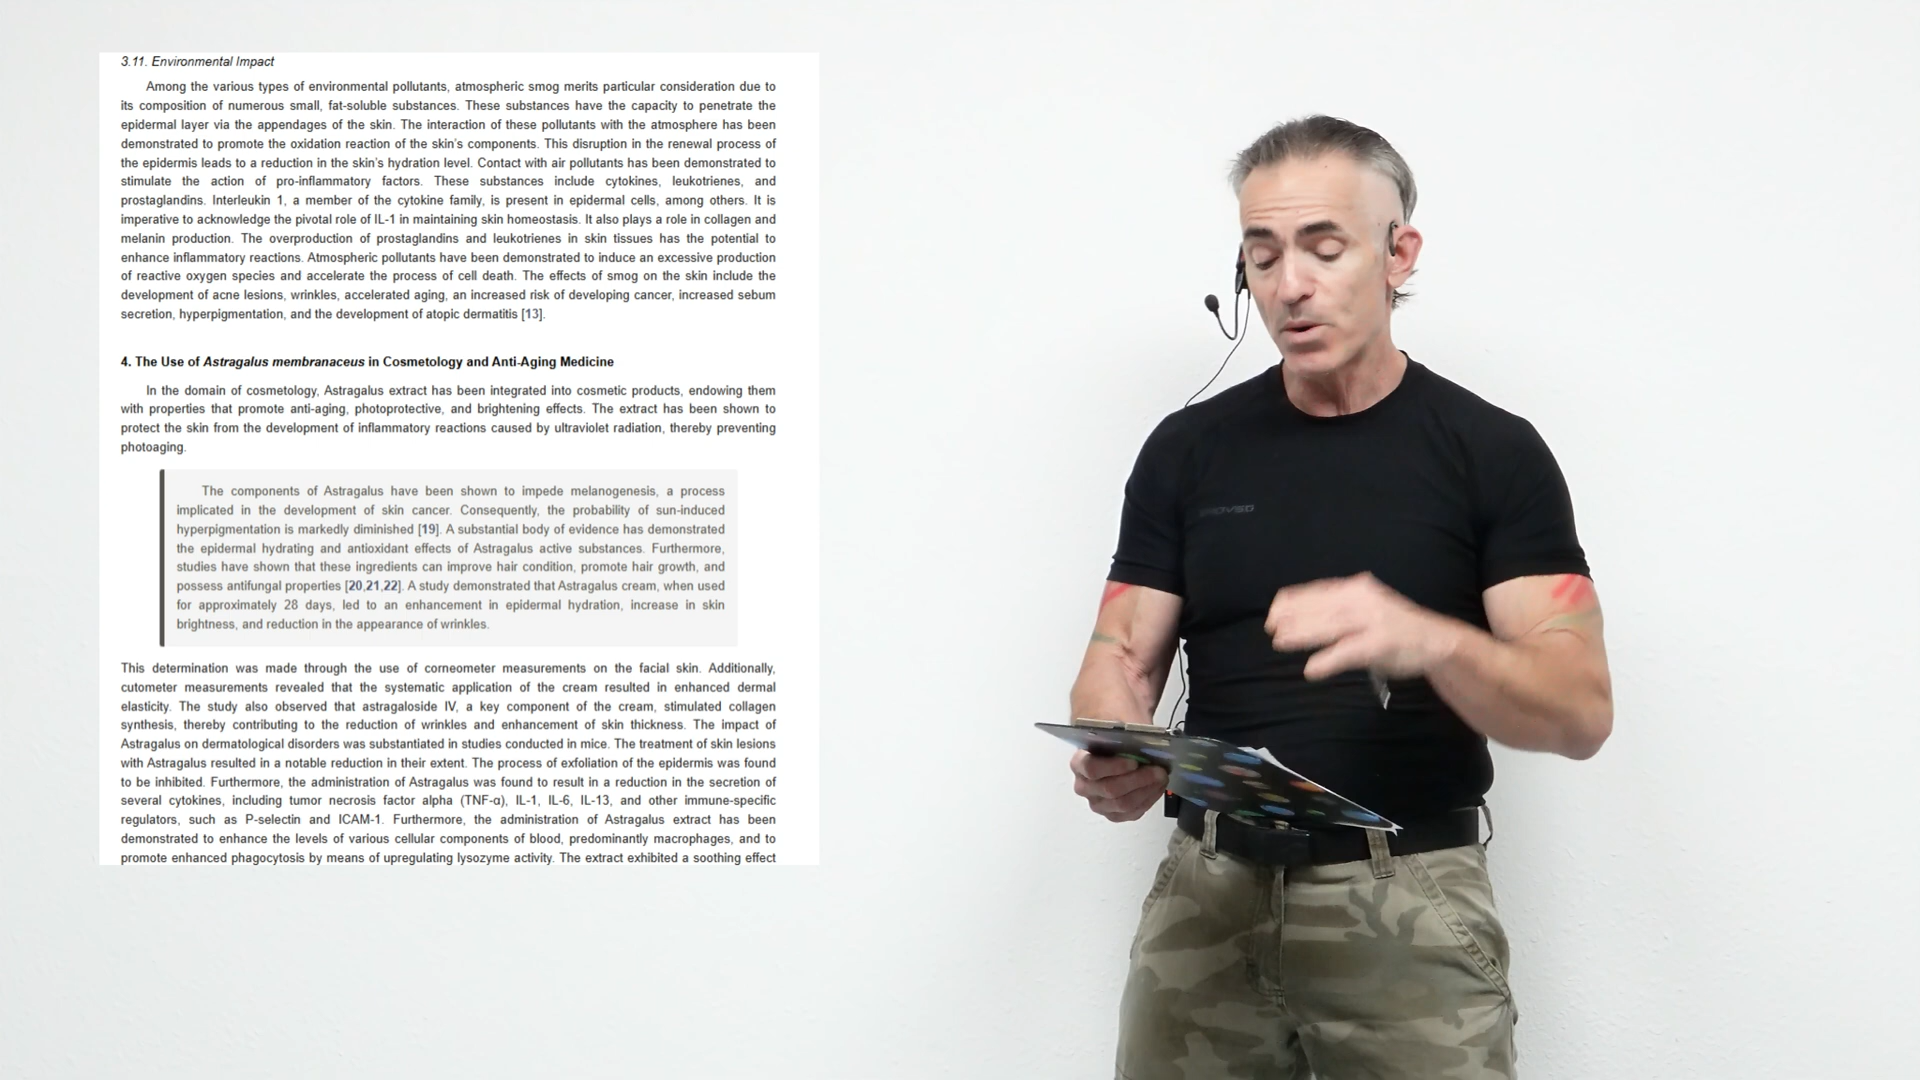 3.11. Environmental Impact
Among the various types of environmental pollutants, atmospheric smog merits particular consideration due to
its composition of numerous small, fat-soluble substances. These substances have the capacity to penetrate the
epidermal layer via the appendages of the skin. The interaction of these pollutants with the atmosphere has been
demonstrated to promote the oxidation reaction of the skin's components. This disruption in the renewal process of
the epidermis leads to a reduction in the skin's hydration level. Contact with air pollutants has been demonstrated to
stimulate the action of pro-inflammatory factors. These substances include cytokines, leukotrienes, and
prostaglandins. Interleukin 1, a member of the cytokine family, is present in epidermal cells, among others. It is
imperative to acknowledge the pivotal role of IL-1 in maintaining skin homeostasis. It also plays a role in collagen and
melanin production. The overproduction of prostaglandins and leukotrienes in skin tissues has the potential to
enhance inflammatory reactions. Atmospheric pollutants have been demonstrated to induce an excessive production
of reactive oxygen species and accelerate the process of cell death. The effects of smog on the skin include the
development of acne lesions, wrinkles, accelerated aging, an increased risk of developing cancer, increased sebum
secretion, hyperpigmentation, and the development of atopic dermatitis [13].
4. The Use of Astragalus membranaceus in Cosmetology and Anti-Aging Medicine
In the domain of cosmetology, Astragalus extract has been integrated into cosmetic products, endowing them
with properties that promote anti-aging, photoprotective, and brightening effects. The extract has been shown to
protect the skin from the development of inflammatory reactions caused by ultraviolet radiation, thereby preventing
photoaging.
The components of Astragalus have been shown to impede melanogenesis, a process
implicated in the development of skin cancer. Consequently, the probability of sun-induced
hyperpigmentation is markedly diminished [19]. A substantial body of evidence has demonstrated
the epidermal hydrating and antioxidant effects of Astragalus active substances. Furthermore,
studies have shown that these ingredients can improve hair condition, promote hair growth, and
possess antifungal properties [20,21,22]. A study demonstrated that Astragalus cream, when used
for approximately 28 days, led to an enhancement in epidermal hydration, increase in skin
brightness, and reduction in the appearance of wrinkles.
This determination was made through the use of corneometer measurements on the facial skin. Additionally,
cutometer measurements revealed that the systematic application of the cream resulted in enhanced dermal
elasticity. The study also observed that astragaloside IV, a key component of the cream, stimulated collagen
synthesis, thereby contributing to the reduction of wrinkles and enhancement of skin thickness. The impact of
Astragalus on dermatological disorders was substantiated in studies conducted in mice. The treatment of skin lesions
with Astragalus resulted in a notable reduction in their extent. The process of exfoliation of the epidermis was found
to be inhibited. Furthermore, the administration of Astragalus was found to result in a reduction in the secretion of
several cytokines, including tumor necrosis factor alpha (TNF-α), IL-1, IL-6, IL-13, and other immune-specific
regulators, such as P-selectin and ICAM-1. Furthermore, the administration of Astragalus extract has been
demonstrated to enhance the levels of various cellular components of blood, predominantly macrophages, and to
promote enhanced phagocytosis by means of upregulating lysozyme activity. The extract exhibited a soothing effect